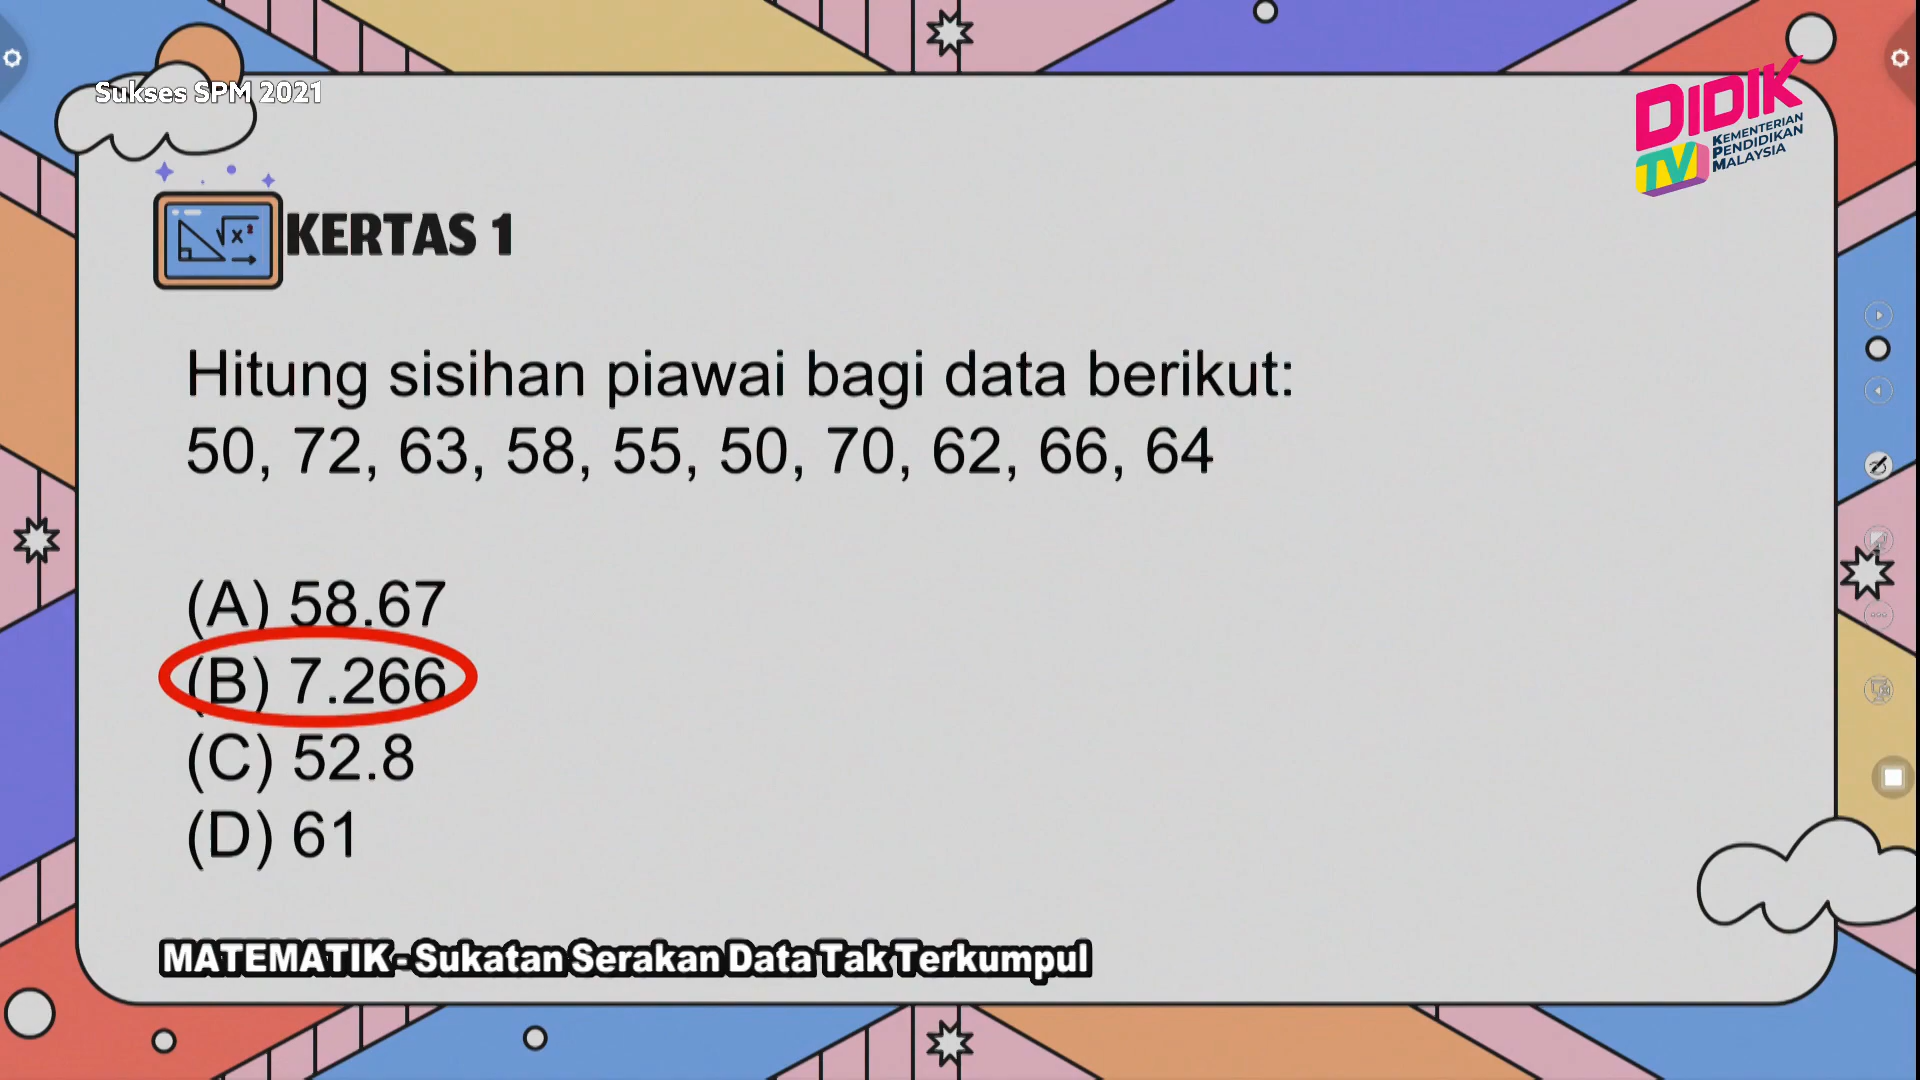 Sukses SPM 2021
DIDIK
TV
KEMENTERIAN
PENDIDIKAN
MALAYSIA
x²
KERTAS 1
Hitung sisihan piawai bagi data berikut:
50, 72, 63, 58, 55, 50, 70, 62, 66, 64
(A) 58.67
(B) 7.266
(C) 52.8
(D) 61
MATEMATIK - Sukatan Serakan Data Tak Terkumpul